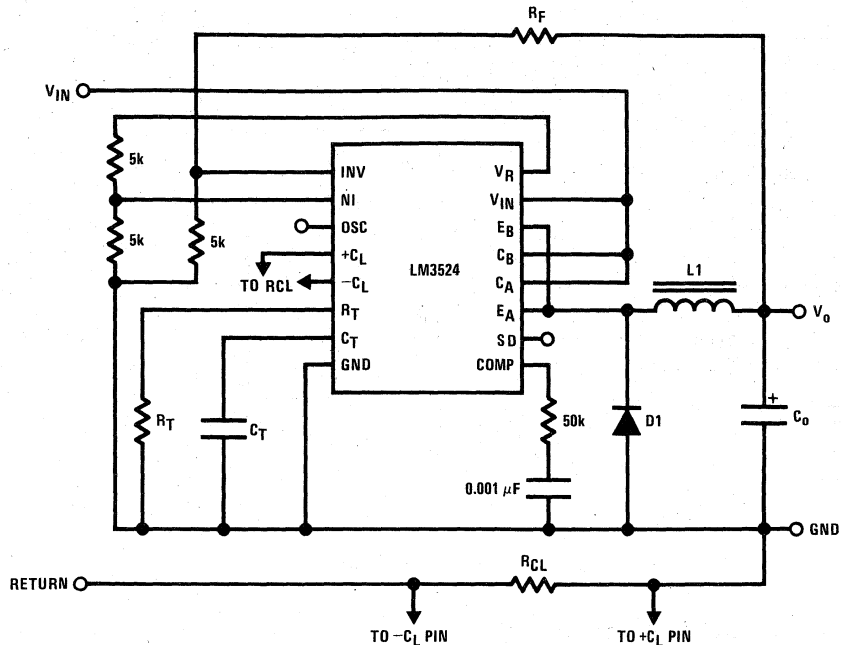 RF
VIN
5k
5k
5k
INV
NI
OSC
+CL
−CL
RT
CT
GND
LM3524
VR
VIN
EB
CB
CA
EA
SD
COMP
TO RCL
L1
Vo
RT
CT
50k
0.001 μF
D1
+
Co
GND
RETURN
RCL
TO −CL PIN
TO +CL PIN